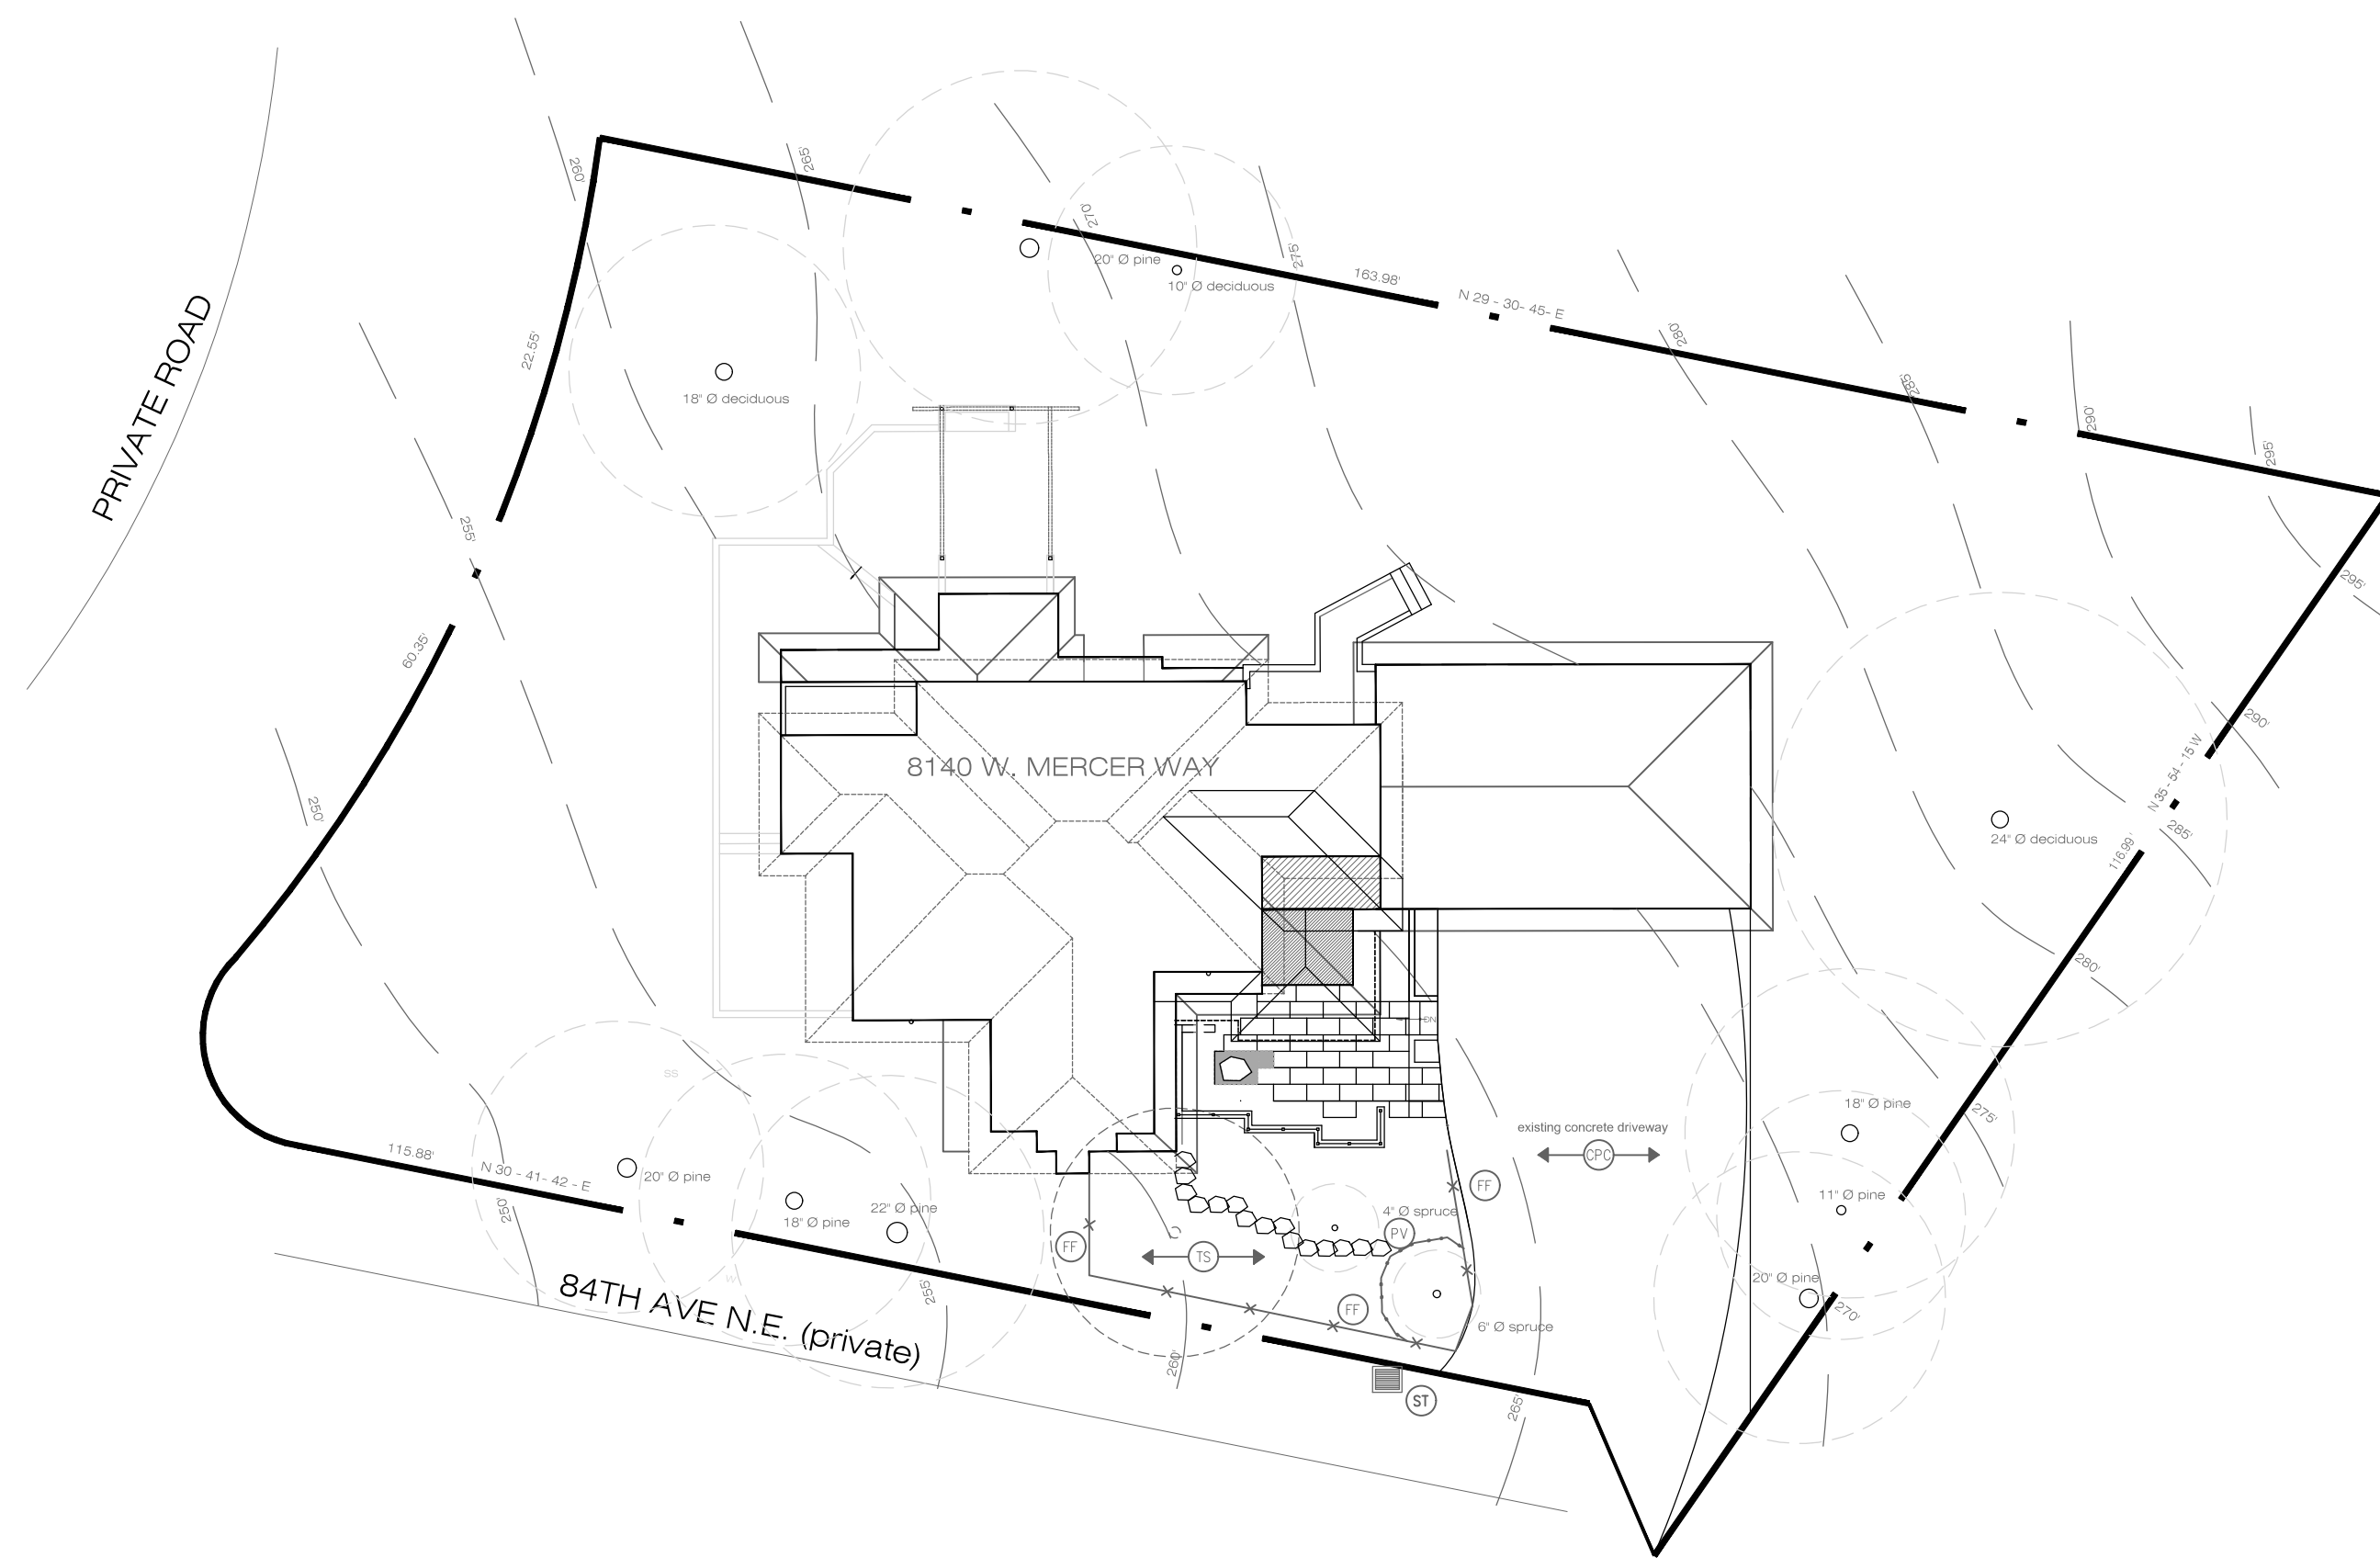 260'
265'
270'
20" Ø pine
10" Ø deciduous
275'
163.98'
N 29 - 30- 45- E
280'
285'
290'
295'
PRIVATE ROAD
22.55'
18" Ø deciduous
255'
295'
60.35'
290'
8140 W. MERCER WAY
N 35 - 54 - 15 W
250'
285'
24" Ø deciduous
116.99'
280'
DN
SS
18" Ø pine
275'
existing concrete driveway
CPC
115.88'
N 30 - 41- 42 - E
20" Ø pine
FF
11" Ø pine
250'
18" Ø pine
22" Ø pine
4" Ø spruce
PV
FF
TS
W
255'
20" Ø pine
FF
270'
84TH AVE N.E. (private)
6" Ø spruce
260'
ST
265'